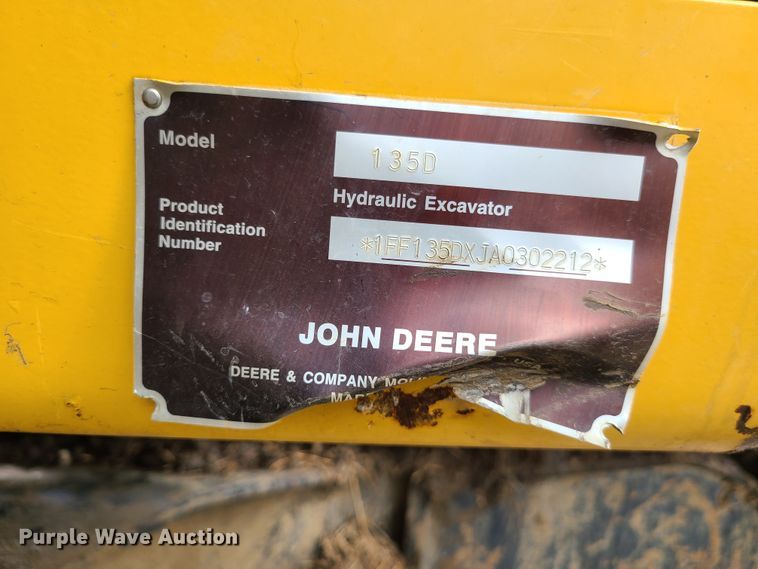 Model
135D
Hydraulic Excavator
Product
Identification
Number
*1FF135DXJA0302212*
JOHN DEERE
DEERE & COMPANY
Purple Wave Auction